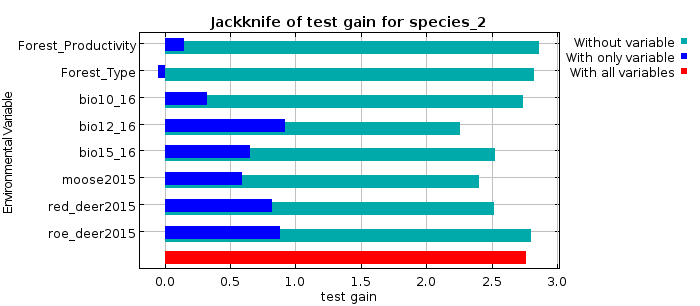 Jackknife of test gain for species_2
Without variable
With only variable
With all variables
Environmental Variable
Forest_Productivity
Forest_Type
bio10_16
bio12_16
bio15_16
moose2015
red_deer2015
roe_deer2015
0.0 0.5 1.0 1.5 2.0 2.5 3.0
test gain